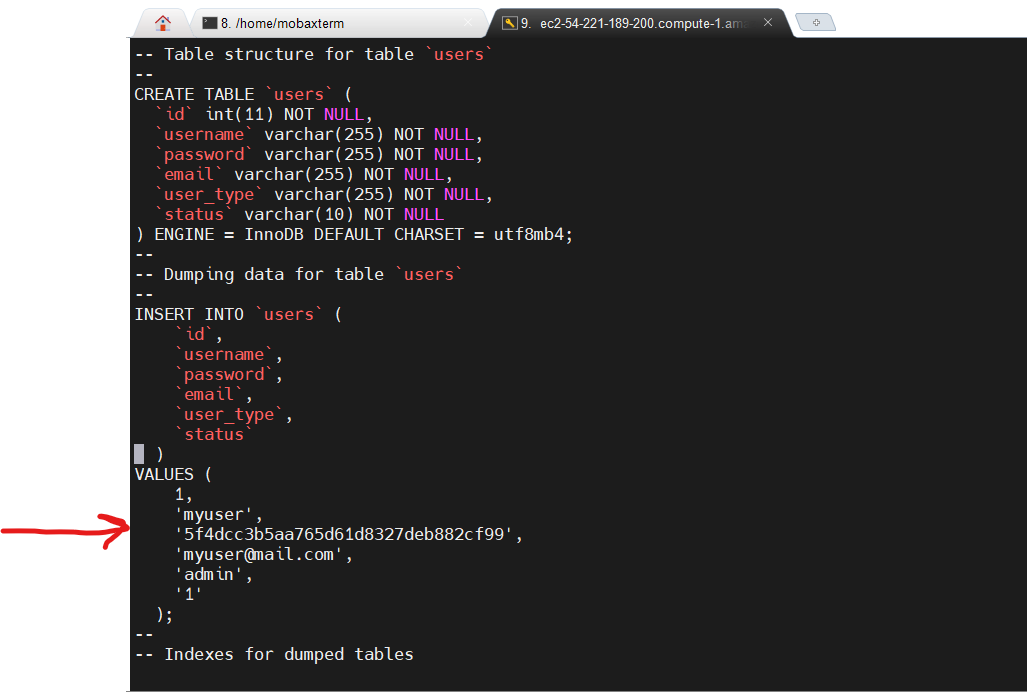 8. /home/mobaxterm
9. ec2-54-221-189-200.compute-1.am
-- Table structure for table `users`
--
CREATE TABLE `users` (
  `id` int(11) NOT NULL,
  `username` varchar(255) NOT NULL,
  `password` varchar(255) NOT NULL,
  `email` varchar(255) NOT NULL,
  `user_type` varchar(255) NOT NULL,
  `status` varchar(10) NOT NULL
) ENGINE = InnoDB DEFAULT CHARSET = utf8mb4;
--
-- Dumping data for table `users`
--
INSERT INTO `users` (
    `id`,
    `username`,
    `password`,
    `email`,
    `user_type`,
    `status`
  )
VALUES (
    1,
    'myuser',
    '5f4dcc3b5aa765d61d8327deb882cf99',
    'myuser@mail.com',
    'admin',
    '1'
  );
--
-- Indexes for dumped tables